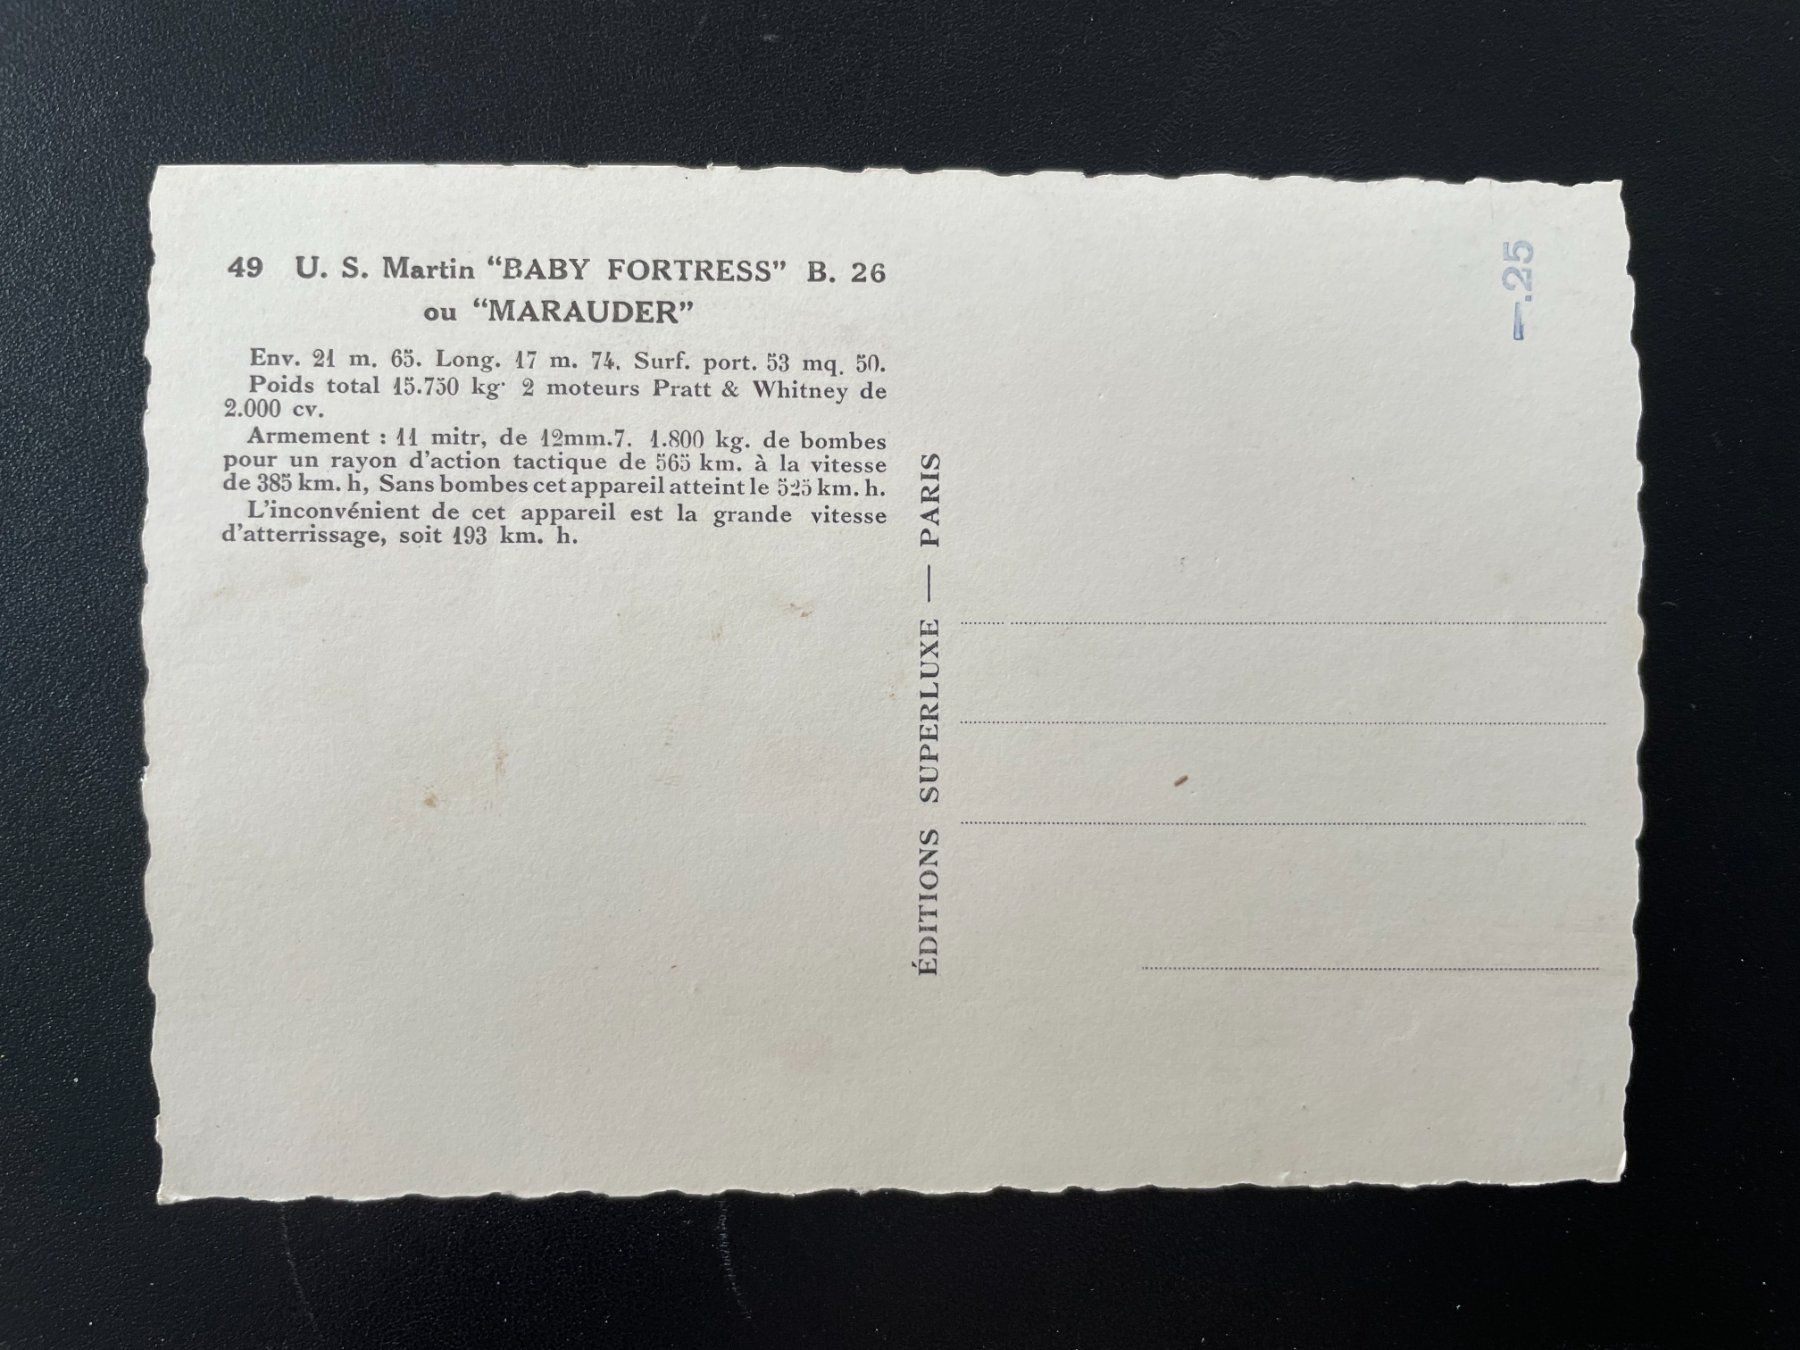 49 U. S. Martin “BABY FORTRESS” B. 26
ou “MARAUDER”
Env. 21 m. 65. Long. 17 m. 74. Surf. port. 53 mq. 50.
Poids total 15.750 kg· 2 moteurs Pratt & Whitney de
2.000 cv.
Armement : 11 mitr, de 12mm.7. 1.800 kg. de bombes
pour un rayon d'action tactique de 565 km. à la vitesse
de 385 km. h, Sans bombes cet appareil atteint le 525 km. h.
L'inconvénient de cet appareil est la grande vitesse
d'atterrissage, soit 193 km. h.
ÉDITIONS SUPERLUXE — PARIS
—.25